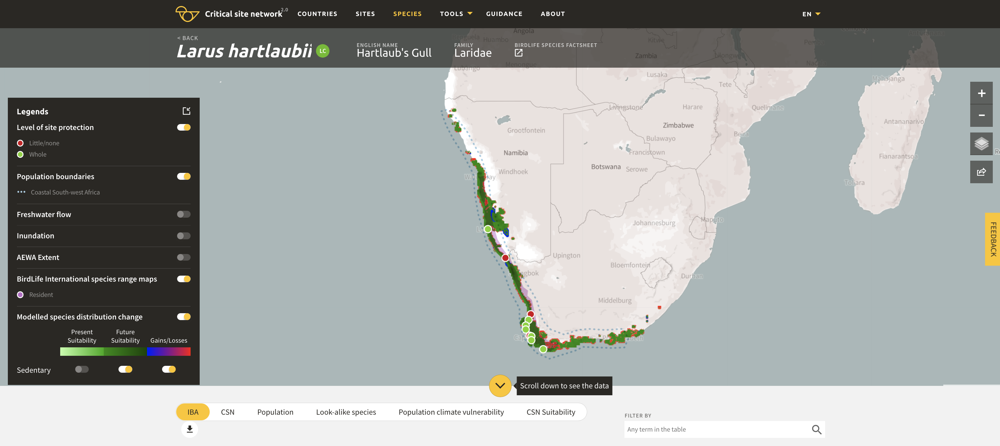 Critical site network 2.0
COUNTRIES
SITES
SPECIES
TOOLS
GUIDANCE
ABOUT
EN
< BACK
Larus hartlaubii
LC
ENGLISH NAME
Hartlaub's Gull
FAMILY
Laridae
BIRDLIFE SPECIES FACTSHEET
Angola
Comoros
Antsiranana
Benguela
Huambo
Kitwe
Pemba
Zambia
Lilongwe
Menongue
Nacala
Lubango
Lusaka
Mahajanga
Tete
Livingstone
Harare
Quelimane
Antananarivo
Zimbabwe
Grootfontein
Beira
Bulawayo
Namibia
Francistown
Fianarantsoa
Botswana
Serowe
Windhoek
Bay
Toliara
Maputo
Johannesburg
Upington
Bloemfontein
Durban
Middelburg
Legends
Level of site protection
Little/none
Whole
Population boundaries
Coastal South-west Africa
Freshwater flow
Inundation
AEWA Extent
BirdLife International species range maps
Resident
Modelled species distribution change
Present
Suitability
Future
Suitability
Gains/Losses
Sedentary
+
−
FEEDBACK
Scroll down to see the data
IBA
CSN
Population
Look-alike species
Population climate vulnerability
CSN Suitability
FILTER BY
Any term in the table